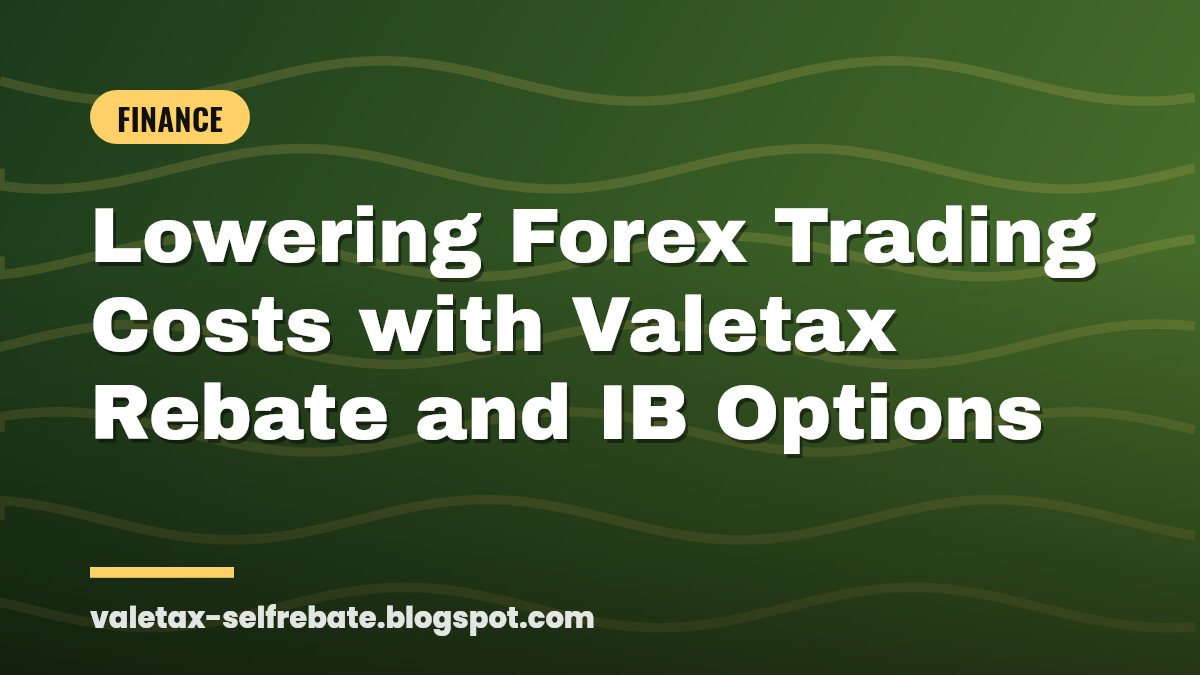 FINANCE
Lowering Forex Trading
Costs with Valetax
Rebate and IB Options
valetax-selfrebate.blogspot.com